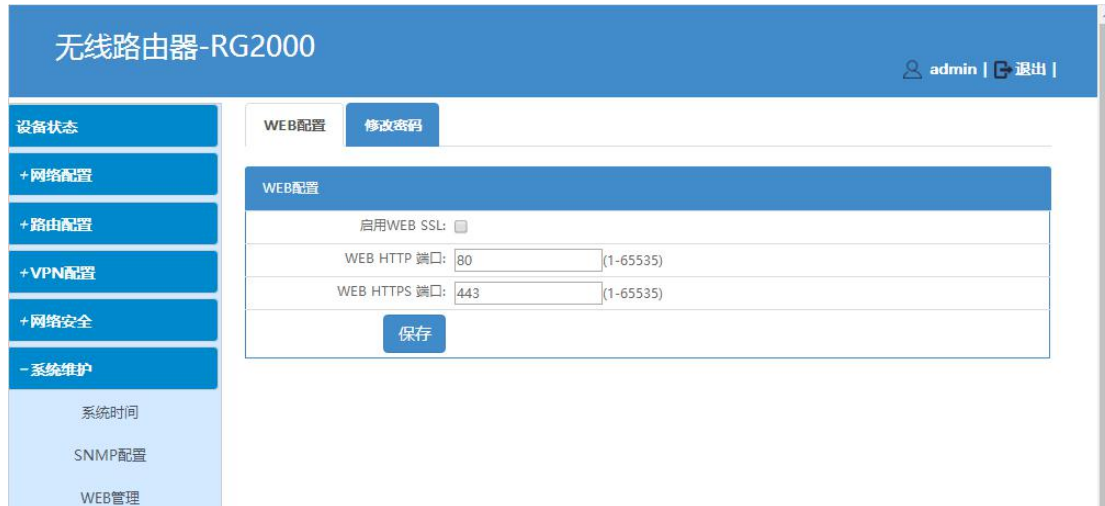 无线路由器-RG2000
admin | 退出 |
设备状态
+网络配置
+路由配置
+VPN配置
+网络安全
-系统维护
系统时间
SNMP配置
WEB管理
WEB配置 修改密码
WEB配置
启用WEB SSL:
WEB HTTP 端口: 80 (1-65535)
WEB HTTPS 端口: 443 (1-65535)
保存